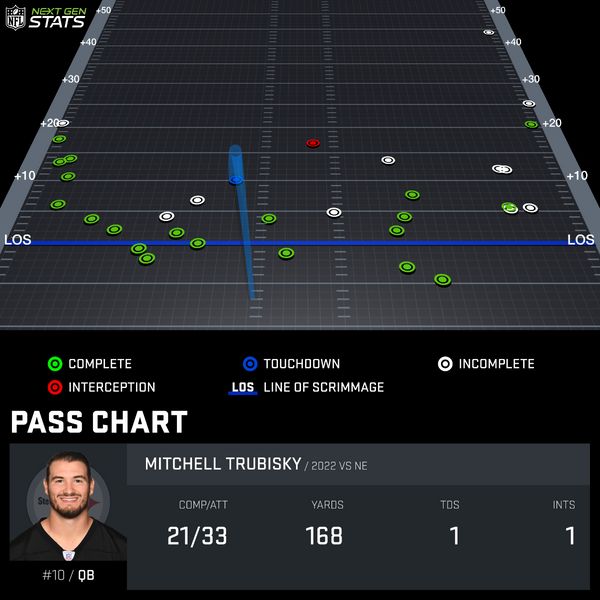 NFL NEXT GEN STATS
+50 +50
+40 +40
+30 +30
+20 +20
+10 +10
LOS LOS
COMPLETE TOUCHDOWN INCOMPLETE
INTERCEPTION LOS LINE OF SCRIMMAGE
PASS CHART
MITCHELL TRUBISKY / 2022 VS NE
COMP/ATT YARDS TDS INTS
21/33 168 1 1
#10 / QB